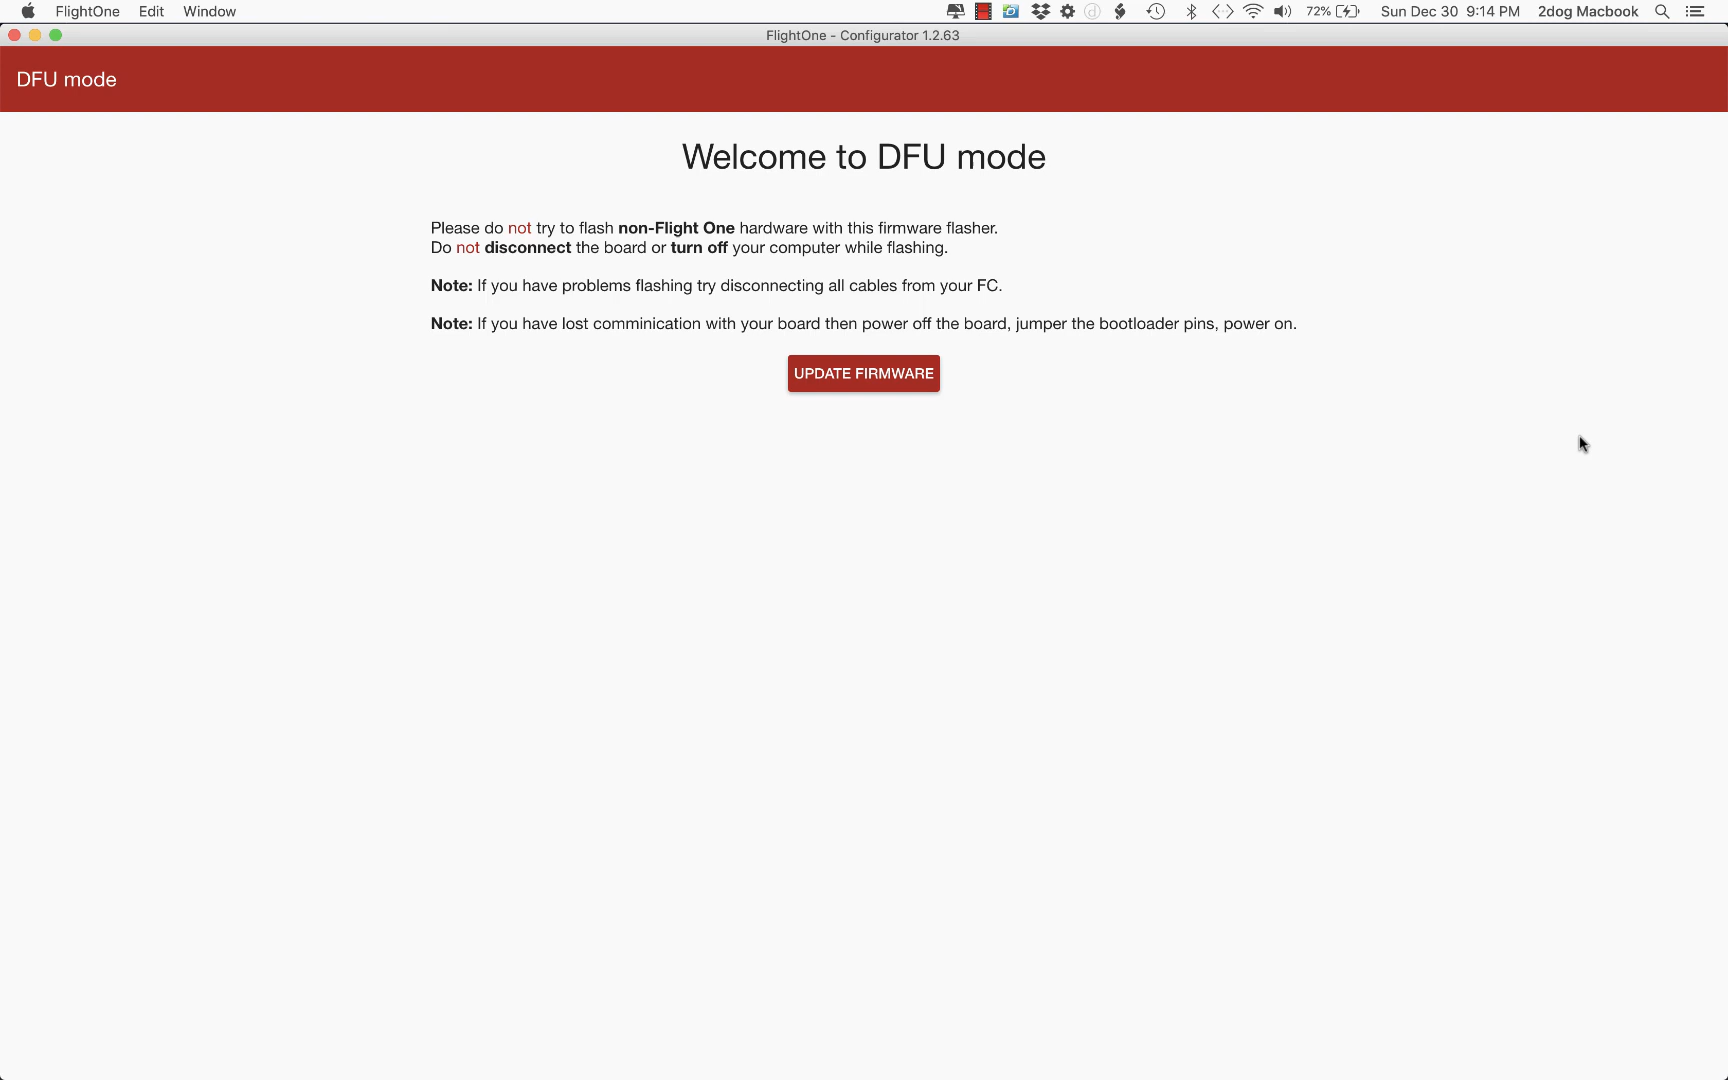 FlightOne Edit Window 72% Sun Dec 30 9:14 PM 2dog Macbook
FlightOne - Configurator 1.2.63
DFU mode
Welcome to DFU mode
Please do not try to flash non-Flight One hardware with this firmware flasher.
Do not disconnect the board or turn off your computer while flashing.
Note: If you have problems flashing try disconnecting all cables from your FC.
Note: If you have lost comminication with your board then power off the board, jumper the bootloader pins, power on.
UPDATE FIRMWARE